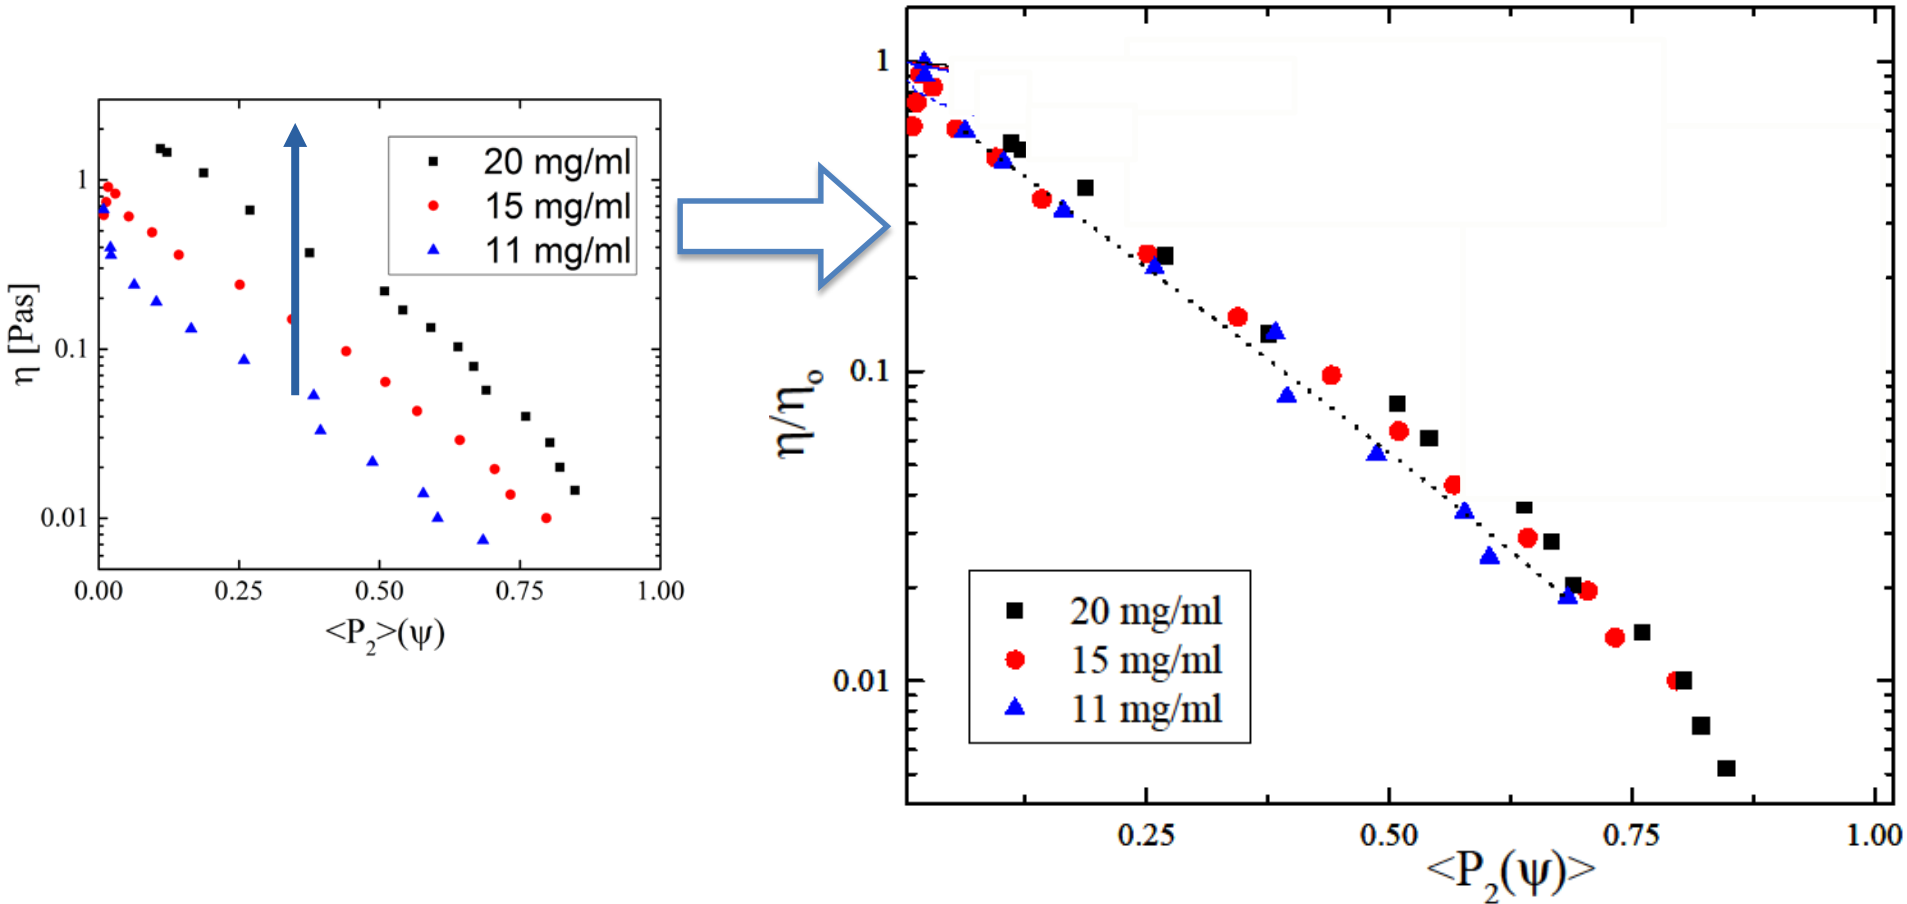 1
0.1
0.01
η [Pas]
0.00 0.25 0.50 0.75 1.00
<P2>(ψ)
20 mg/ml
15 mg/ml
11 mg/ml
1
0.1
0.01
η/ηo
0.25 0.50 0.75 1.00
<P2(ψ)>
20 mg/ml
15 mg/ml
11 mg/ml